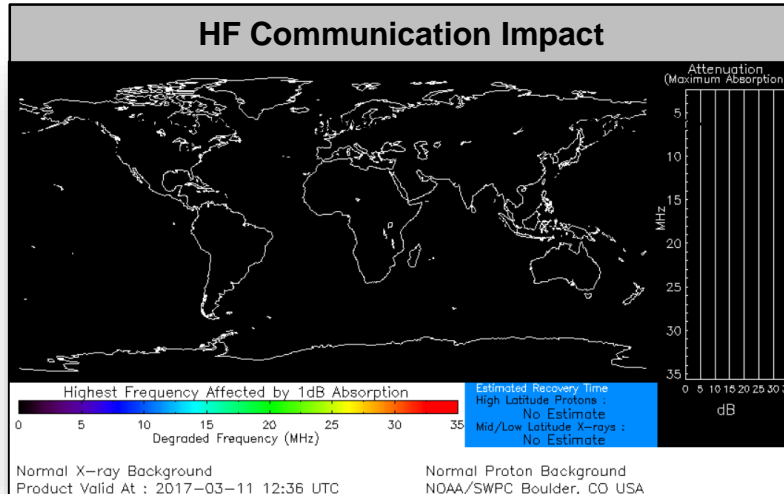 HF Communication Impact
Attenuation
(Maximum Absorption
5
10
15
20
25
30
35
MHz
0 5 10 15 20 25 30 3
dB
Highest Frequency Affected by 1dB Absorption
0 5 10 15 20 25 30 35
Degraded Frequency (MHz)
Estimated Recovery Time
High Latitude Protons :
No Estimate
Mid/Low Latitude X-rays :
No Estimate
Normal X-ray Background
Product Valid At : 2017-03-11 12:36 UTC
Normal Proton Background
NOAA/SWPC Boulder, CO USA